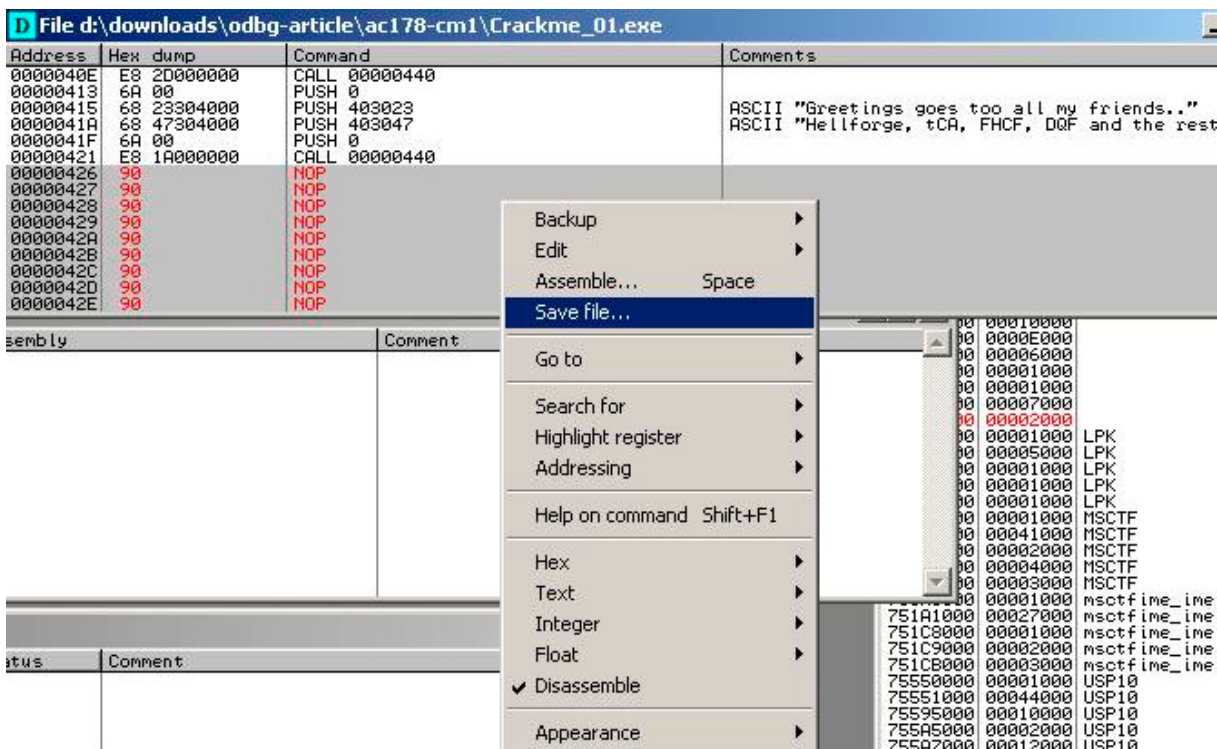 D File d:\downloads\odbg-article\ac178-cm1\Crackme_01.exe
Address Hex dump Command Comments
0000040E E8 2D000000 CALL 00000440
00000413 6A 00 PUSH 0
00000415 68 23304000 PUSH 403023 ASCII "Greetings goes too all my friends.."
0000041A 68 47304000 PUSH 403047 ASCII "Hellforge, tCA, FHCF, DQF and the rest
0000041F 6A 00 PUSH 0
00000421 E8 1A000000 CALL 00000440
00000426 90 NOP
00000427 90 NOP
00000428 90 NOP
00000429 90 NOP
0000042A 90 NOP
0000042B 90 NOP
0000042C 90 NOP
0000042D 90 NOP
0000042E 90 NOP
Backup
Edit
Assemble... Space
Save file...
Go to
Search for
Highlight register
Addressing
Help on command Shift+F1
Hex
Text
Integer
Float
Disassemble
Appearance
sembly Comment
atus Comment
00010000
0000E000
00006000
00001000
00001000
00007000
00002000
00001000 LPK
00005000 LPK
00001000 LPK
00001000 LPK
00001000 LPK
00001000 MSCTF
00041000 MSCTF
00002000 MSCTF
00004000 MSCTF
00003000 MSCTF
00001000 msctfime_ime
751A1000 00027000 msctfime_ime
751C8000 00001000 msctfime_ime
751C9000 00002000 msctfime_ime
751CB000 00003000 msctfime_ime
75550000 00001000 USP10
75551000 00044000 USP10
75595000 00010000 USP10
755A5000 00002000 USP10
755A7000 00012000 USP10